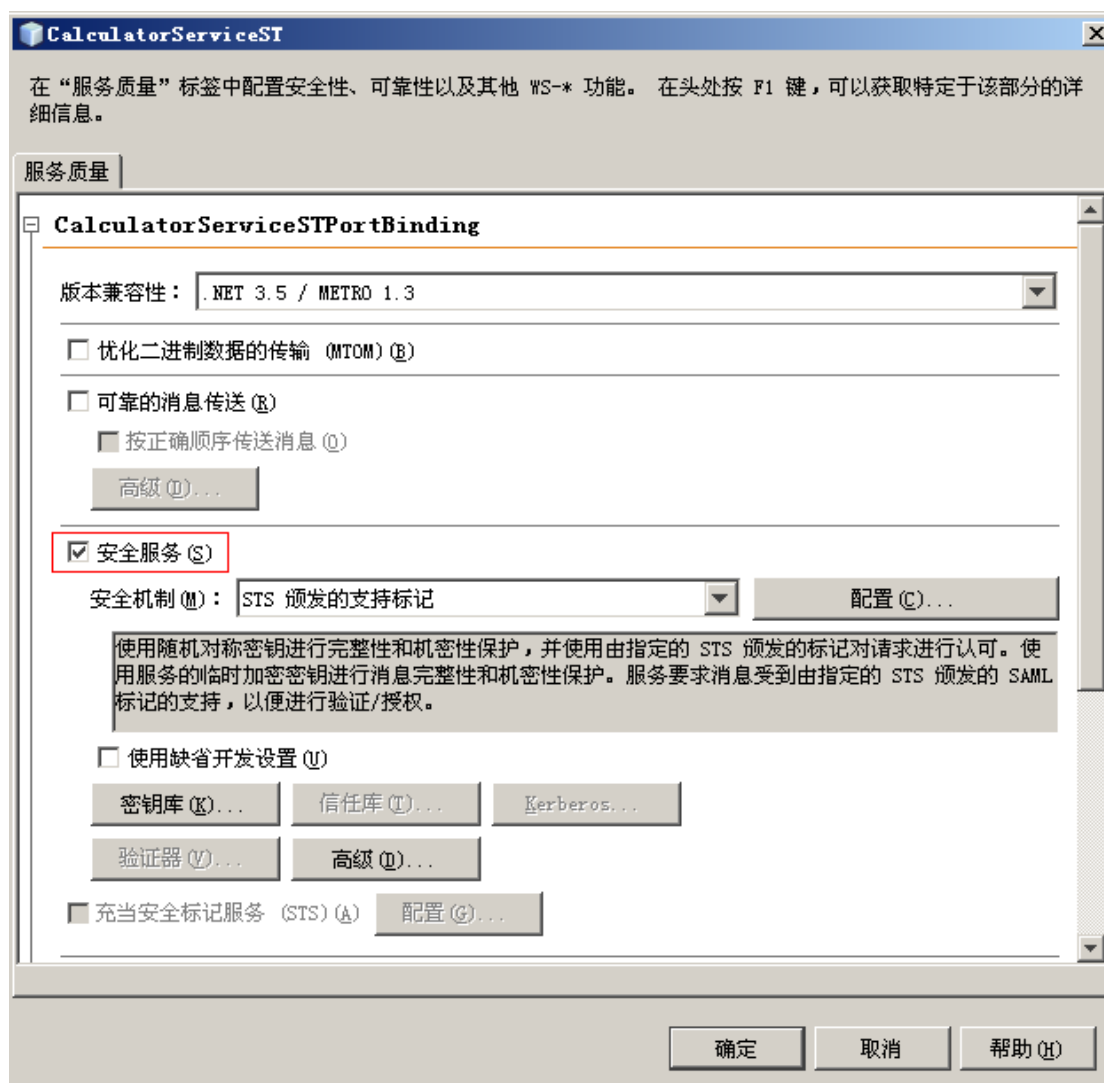 CalculatorServiceST
在“服务质量”标签中配置安全性、可靠性以及其他 WS-* 功能。 在头处按 F1 键，可以获取特定于该部分的详
细信息。
服务质量
CalculatorServiceSTPortBinding
版本兼容性： .NET 3.5 / METRO 1.3
优化二进制数据的传输 (MTOM)(B)
可靠的消息传送(R)
按正确顺序传送消息(O)
高级(D)...
安全服务(S)
安全机制(M)： STS 颁发的支持标记 配置(C)...
使用随机对称密钥进行完整性和机密性保护，并使用由指定的 STS 颁发的标记对请求进行认可。使
用服务的临时加密密钥进行消息完整性和机密性保护。服务要求消息受到由指定的 STS 颁发的 SAML
标记的支持，以便进行验证/授权。
使用缺省开发设置(U)
密钥库(K)... 信任库(T)... Kerberos...
验证器(V)... 高级(D)...
充当安全标记服务 (STS)(A) 配置(G)...
确定 取消 帮助(H)